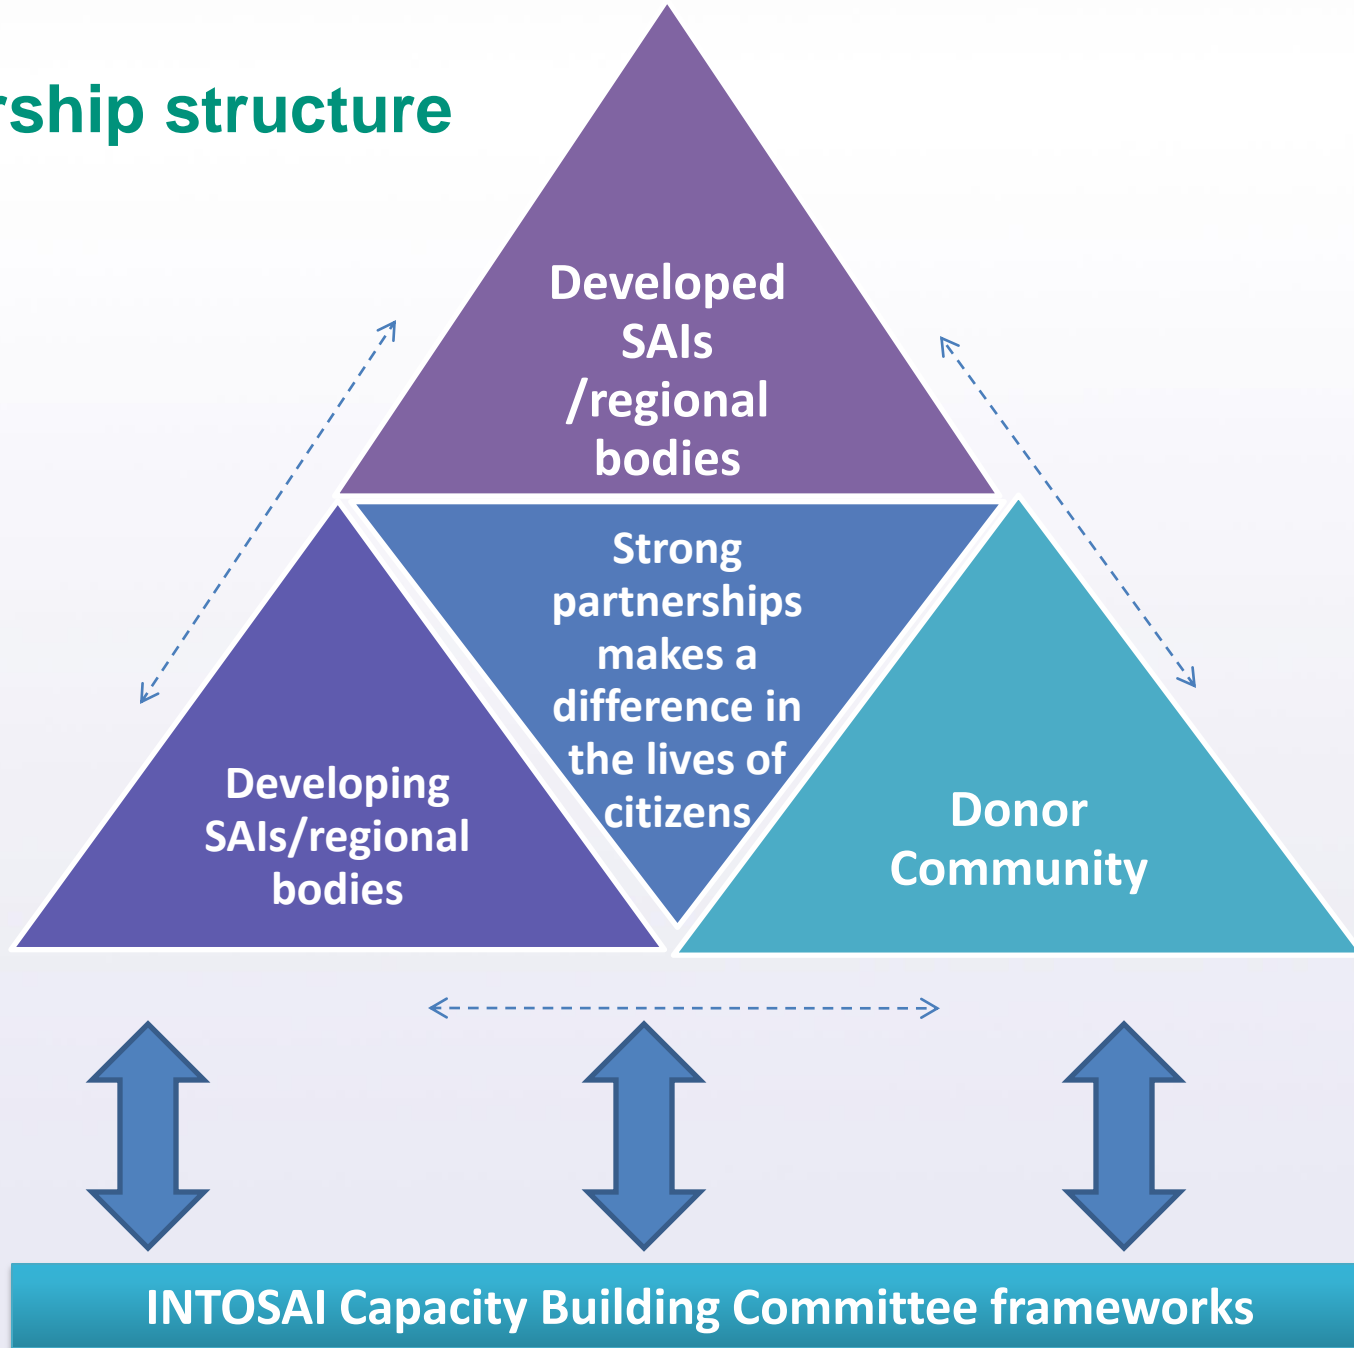 rship structure
Developed
SAIs
/regional
bodies
Strong
partnerships
makes a
difference in
the lives of
citizens
Developing
SAIs/regional
bodies
Donor
Community
INTOSAI Capacity Building Committee frameworks